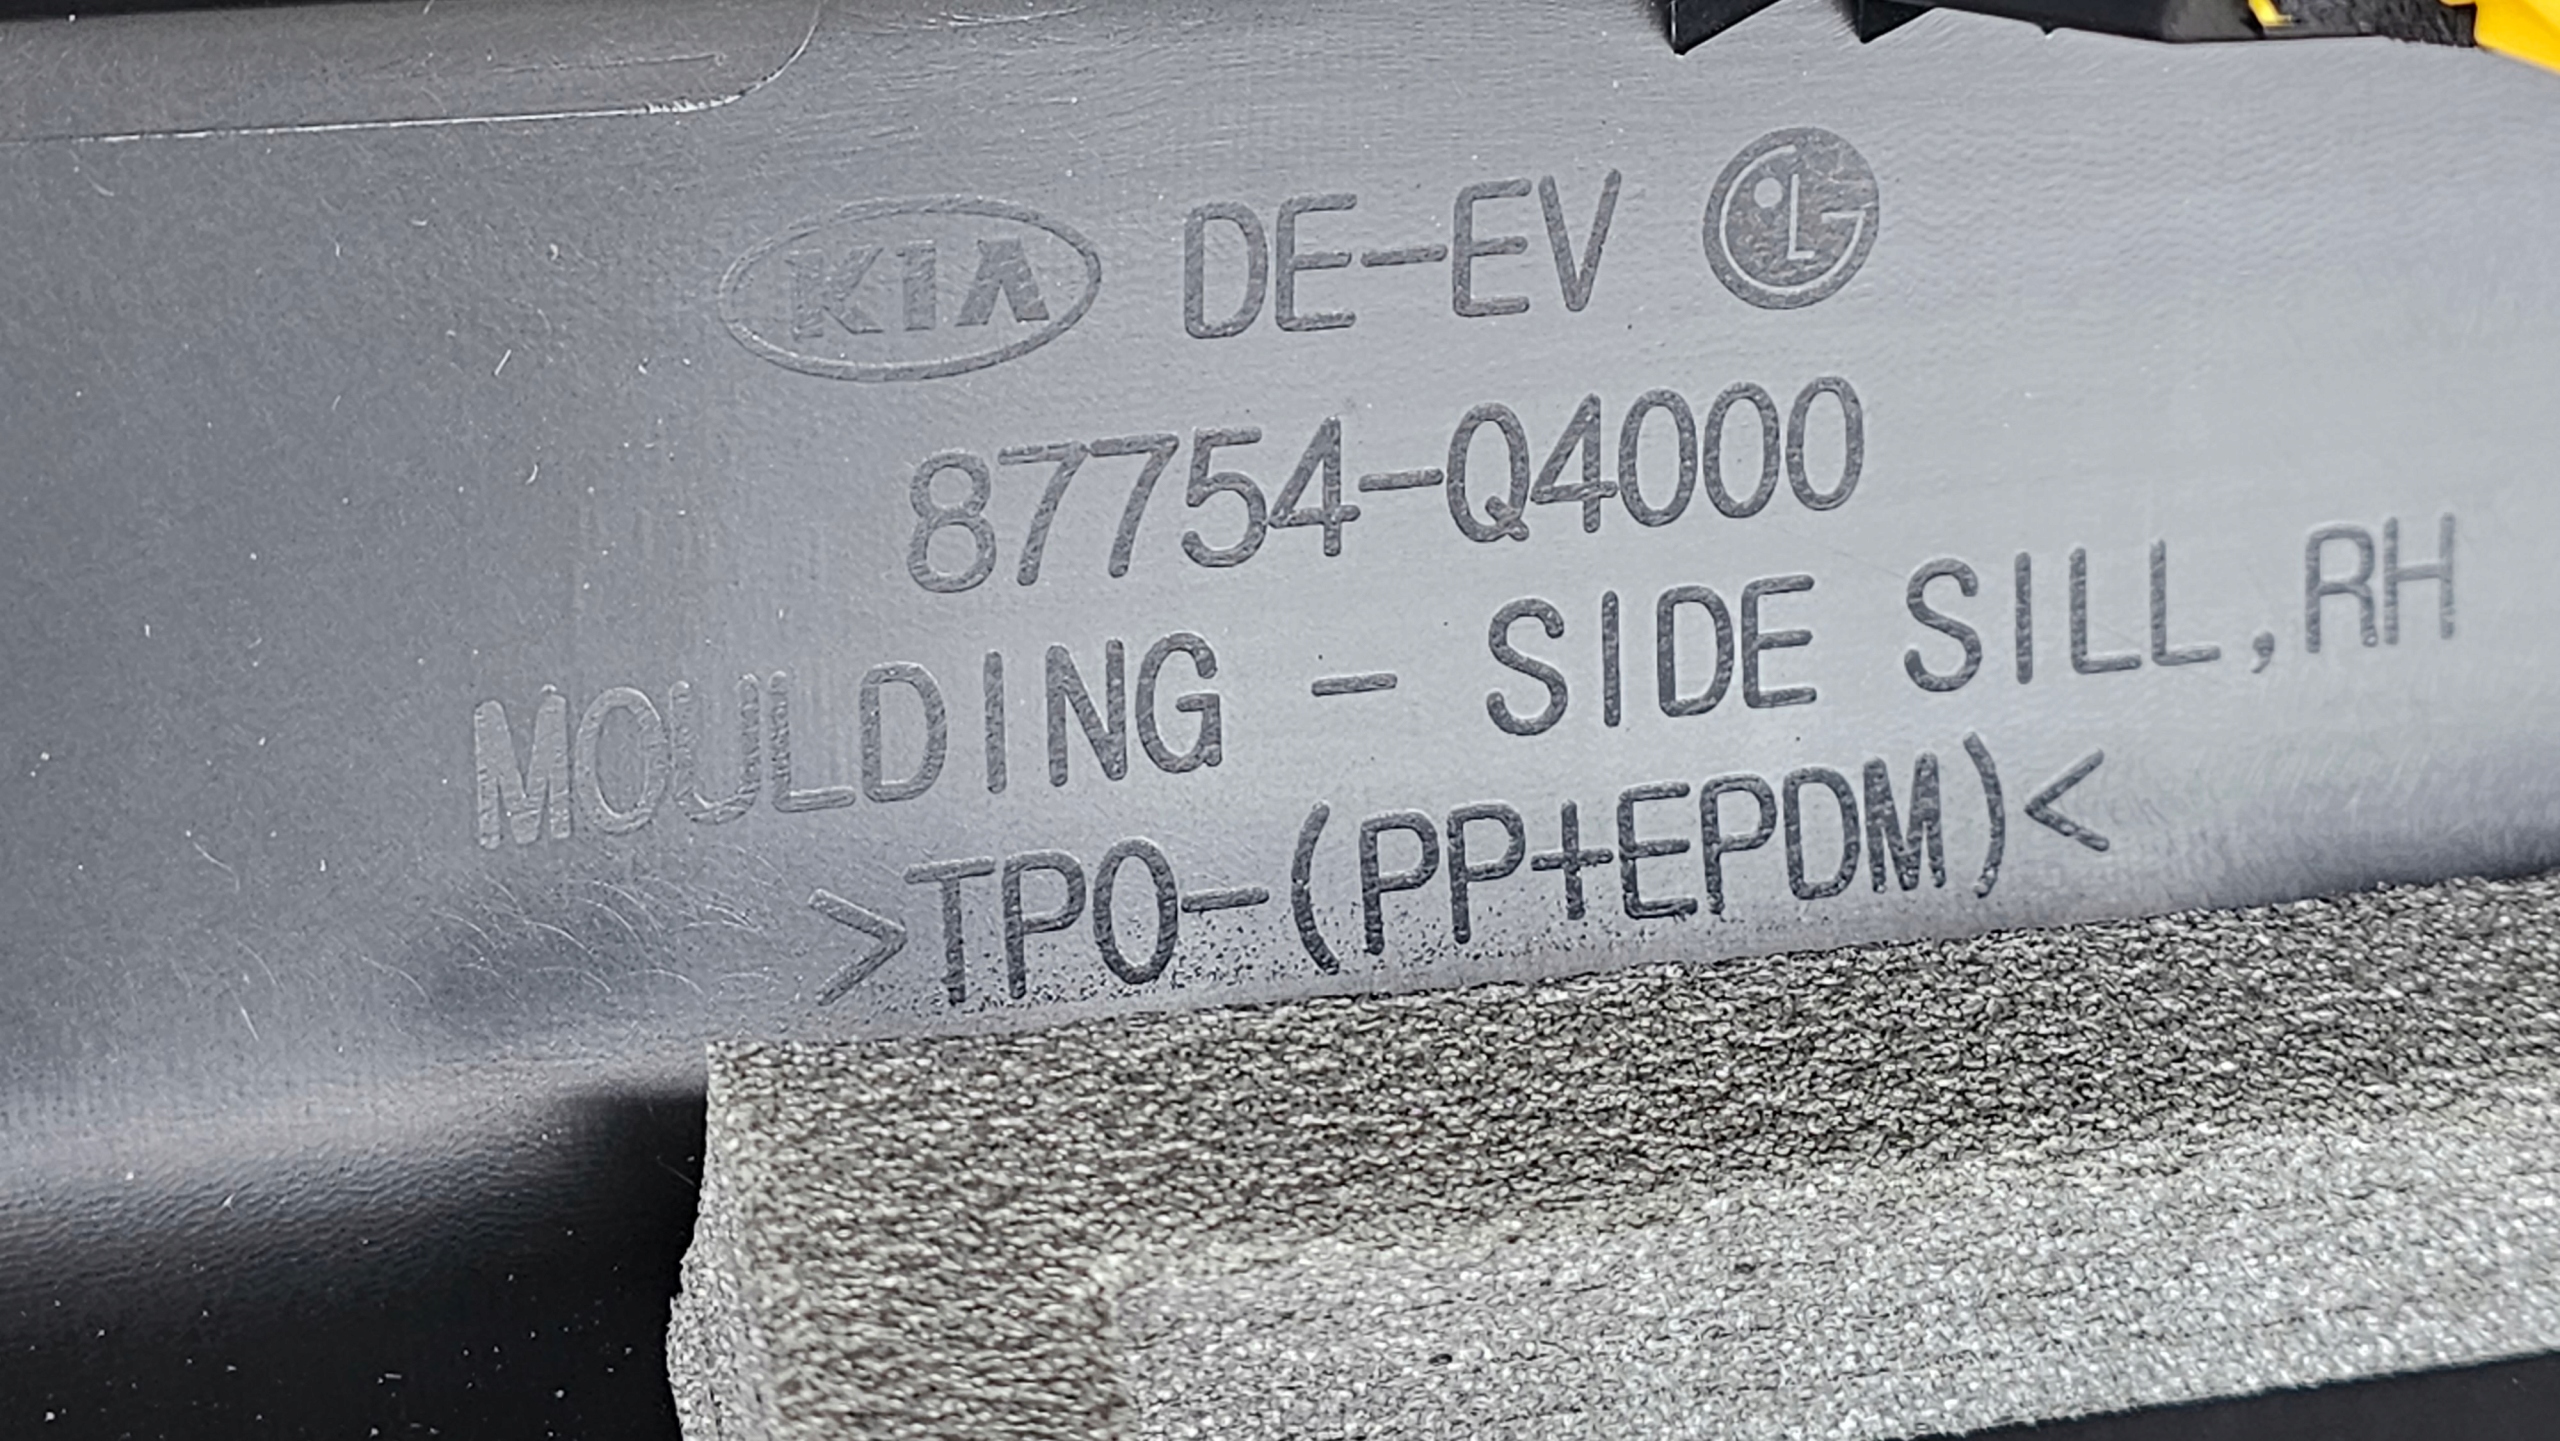 KIA DE-EV LG
87754-Q4000
MOULDING - SIDE SILL,RH
>TPO-(PP+EPDM)<